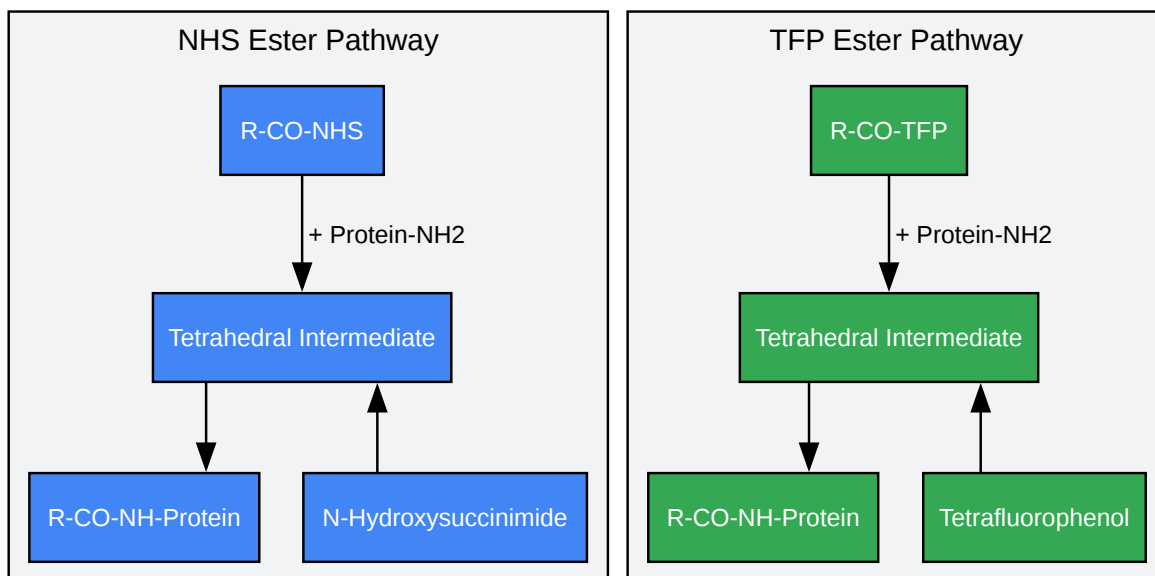 NHS Ester Pathway
R-CO-NHS
+ Protein-NH2
Tetrahedral Intermediate
R-CO-NH-Protein
N-Hydroxysuccinimide
TFP Ester Pathway
R-CO-TFP
+ Protein-NH2
Tetrahedral Intermediate
R-CO-NH-Protein
Tetrafluorophenol